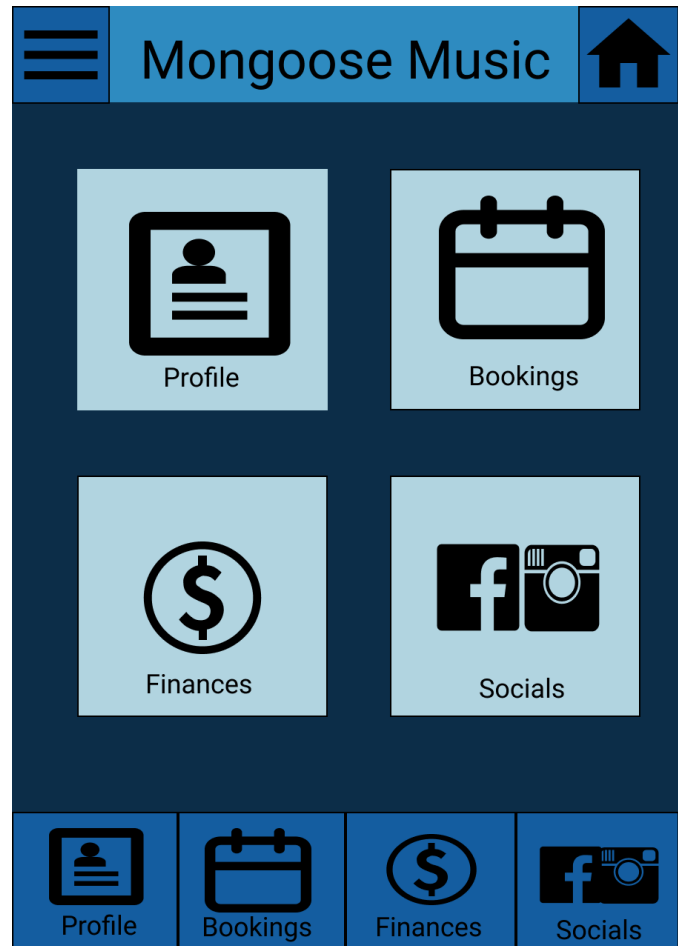 Mongoose Music
Profile
Bookings
Finances
Socials
Profile
Bookings
Finances
Socials